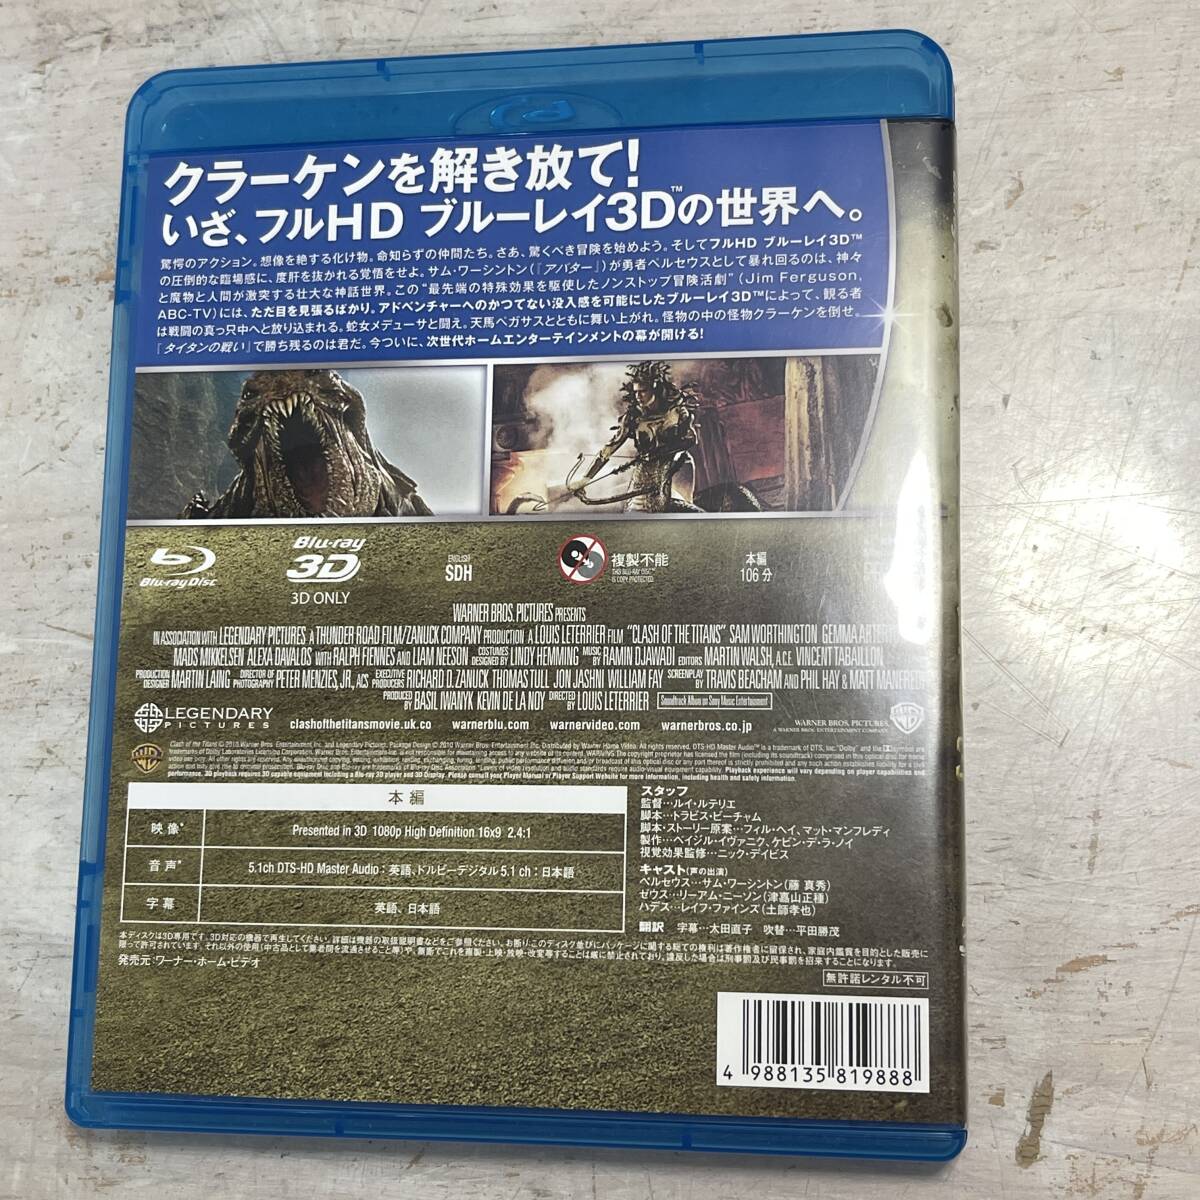 クラーケンを解き放て!
いざ、フルHD ブルーレイ3D™の世界へ。
驚愕のアクション。想像を絶する化け物。命知らずの仲間たち。さあ、驚くべき冒険を始めよう。そしてフルHD ブルーレイ3D™
の圧倒的な臨場感に、度肝を抜かれる覚悟をせよ。サム・ワーシントン(『アバター』)が勇者ペルセウスとして暴れ回るのは、神々
と魔物と人間が激突する壮大な神話世界。この“最先端の特殊効果を駆使したノンストップ冒険活劇”(Jim Ferguson,
ABC-TV)には、ただ目を見張るばかり。アドベンチャーへのかつてない没入感を可能にしたブルーレイ3D™によって、観る者
は戦闘の真っ只中へと放り込まれる。蛇女メデューサと闘え。天馬ペガサスとともに舞い上がれ。怪物の中の怪物クラーケンを倒せ。
『タイタンの戦い』で勝ち残るのは君だ。今ついに、次世代ホームエンターテインメントの幕が開ける!
Blu-ray Disc
Blu-ray
3D
3D ONLY
ENGLISH
SDH
複製不能
THIS BLU-RAY DISC™
IS COPY PROTECTED.
本編
106 分
WARNER BROS. PICTURES PRESENTS
IN ASSOCIATION WITH LEGENDARY PICTURES A THUNDER ROAD FILM/ZANUCK COMPANY PRODUCTION A LOUIS LETERRIER FILM "CLASH OF THE TITANS" SAM WORTHINGTON GEMMA
MADS MIKKELSEN ALEXA DAVALOS WITH RALPH FIENNES AND LIAM NEESON COSTUMES DESIGNED BY LINDY HEMMING MUSIC BY RAMIN DJAWADI EDITORS MARTIN WALSH, A.C.E. VINCENT TABAILLON
PRODUCTION DESIGNER MARTIN LAING DIRECTOR OF PHOTOGRAPHY PETER MENZIES, JR., ACS EXECUTIVE PRODUCERS RICHARD D. ZANUCK THOMAS TULL JON JASHNI WILLIAM FAY SCREENPLAY BY TRAVIS BEACHAM AND PHIL HAY & MATT MANFREDI
PRODUCED BY BASIL IWANYK KEVIN DE LA NOY DIRECTED BY LOUIS LETERRIER Soundtrack Album on Sony Music Entertainment
LEGENDARY
PICTURES
clashofthetitansmovie.co.uk warnerblu.com warnervideo.com warnerbros.co.jp
WARNER BROS. PICTURES
A WARNER BROS. ENTERTAINMENT COMPANY
本編
映像* Presented in 3D 1080p High Definition 16x9 2.4:1
音声* 5.1ch DTS-HD Master Audio：英語、ドルビーデジタル 5.1 ch：日本語
字幕 英語、日本語
スタッフ
監督…ルイ・ルテリエ
脚本…トラビス・ビーチャム
脚本・ストーリー原案…フィル・ヘイ、マット・マンフレディ
製作…ベイジル・イヴァニク、ケビン・デ・ラ・ノイ
視覚効果監修…ニック・デイビス
キャスト(声の出演)
ペルセウス…サム・ワーシントン(藤 真秀)
ゼウス…リーアム・ニーソン(津嘉山正種)
ハデス…レイフ・ファインズ(土師孝也)
翻訳 字幕…太田直子 吹替…平田勝茂
発売元：ワーナー・ホーム・ビデオ
無許諾レンタル不可
4 988135 819888